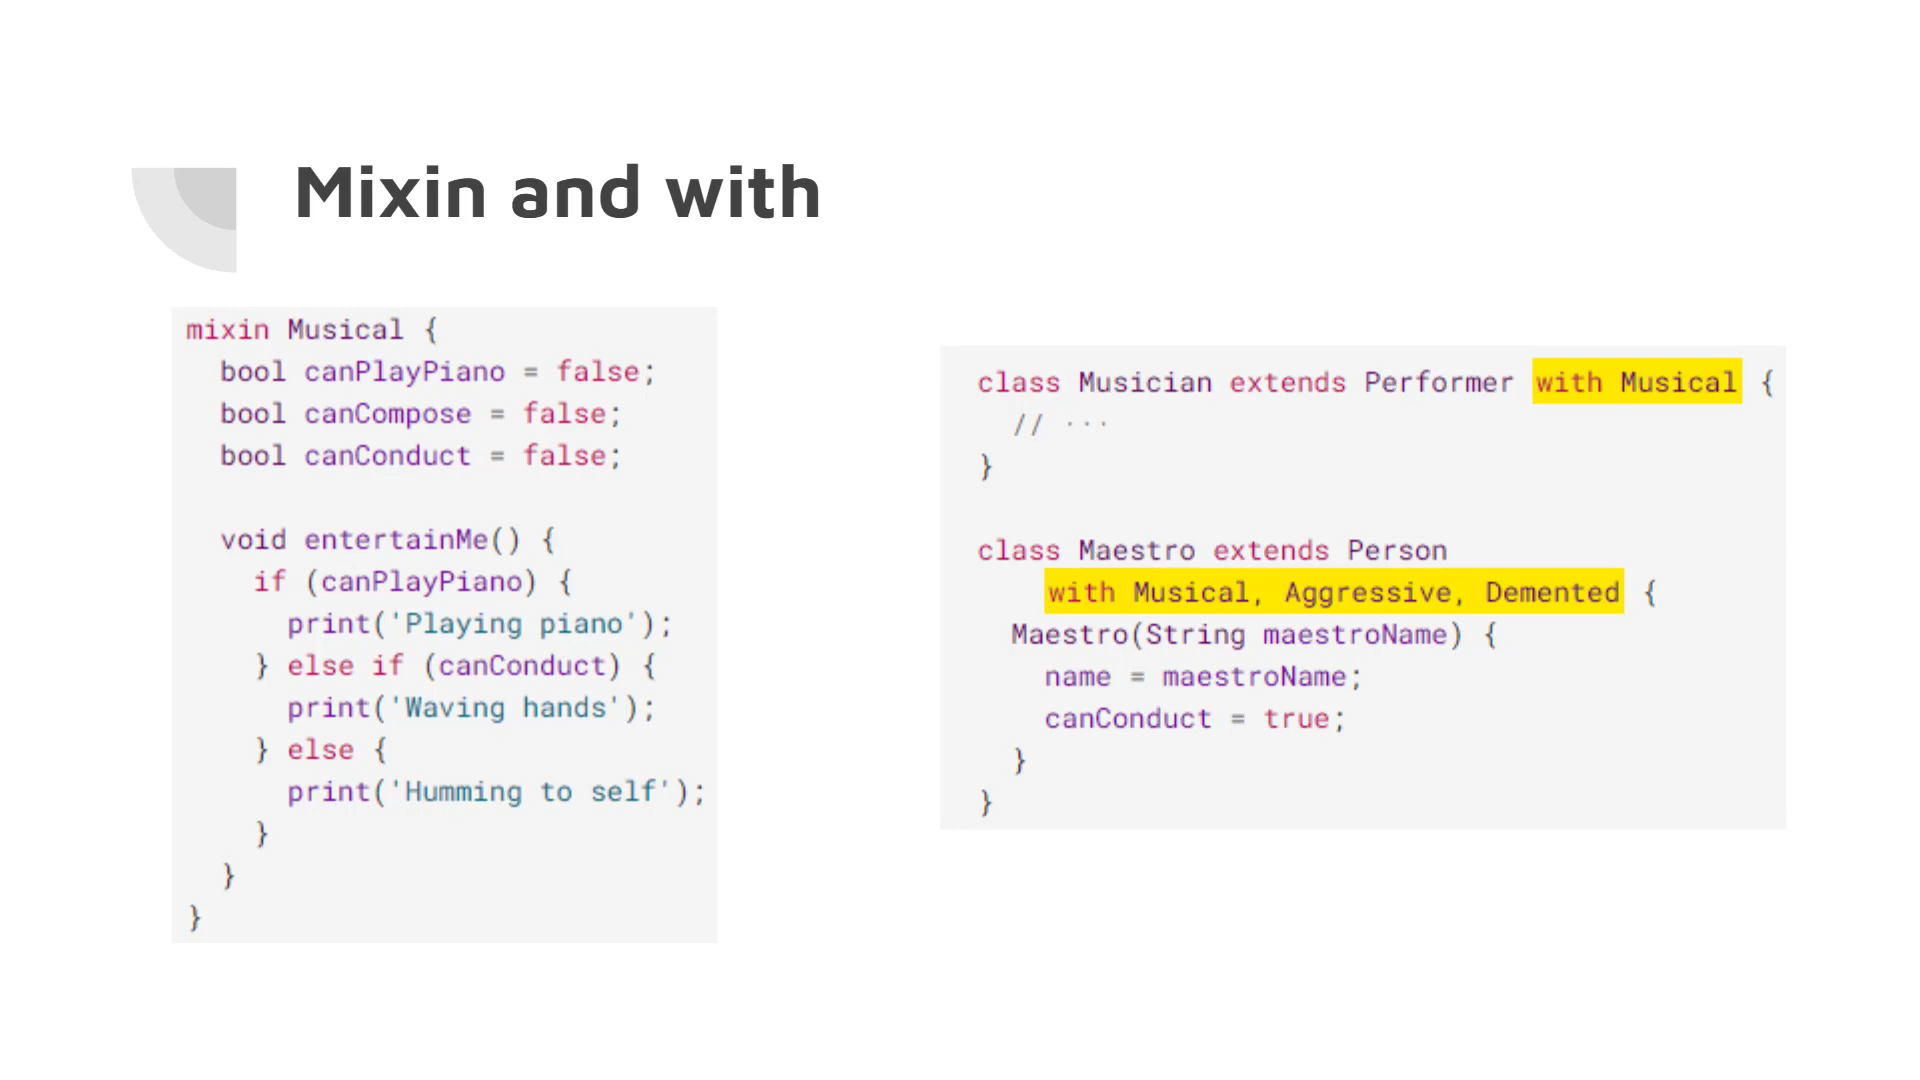 Mixin and with
mixin Musical {
  bool canPlayPiano = false;
  bool canCompose = false;
  bool canConduct = false;

  void entertainMe() {
    if (canPlayPiano) {
      print('Playing piano');
    } else if (canConduct) {
      print('Waving hands');
    } else {
      print('Humming to self');
    }
  }
}
class Musician extends Performer with Musical {
  // ···
}

class Maestro extends Person
    with Musical, Aggressive, Demented {
  Maestro(String maestroName) {
    name = maestroName;
    canConduct = true;
  }
}